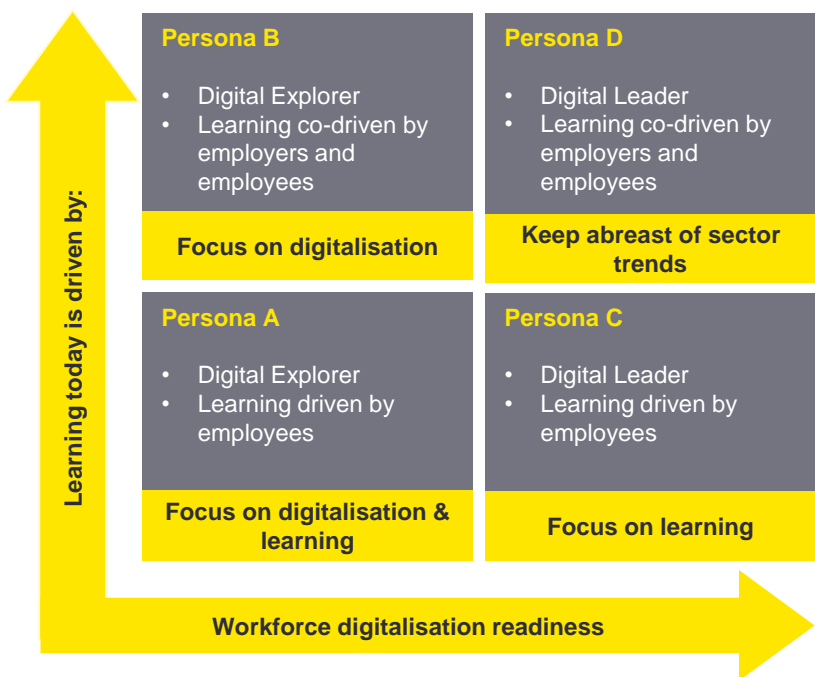 Learning today is driven by:
Persona B
• Digital Explorer
• Learning co-driven by
employers and
employees
Focus on digitalisation
Persona D
• Digital Leader
• Learning co-driven by
employers and
employees
Keep abreast of sector
trends
Persona A
• Digital Explorer
• Learning driven by
employees
Focus on digitalisation &
learning
Persona C
• Digital Leader
• Learning driven by
employees
Focus on learning
Workforce digitalisation readiness